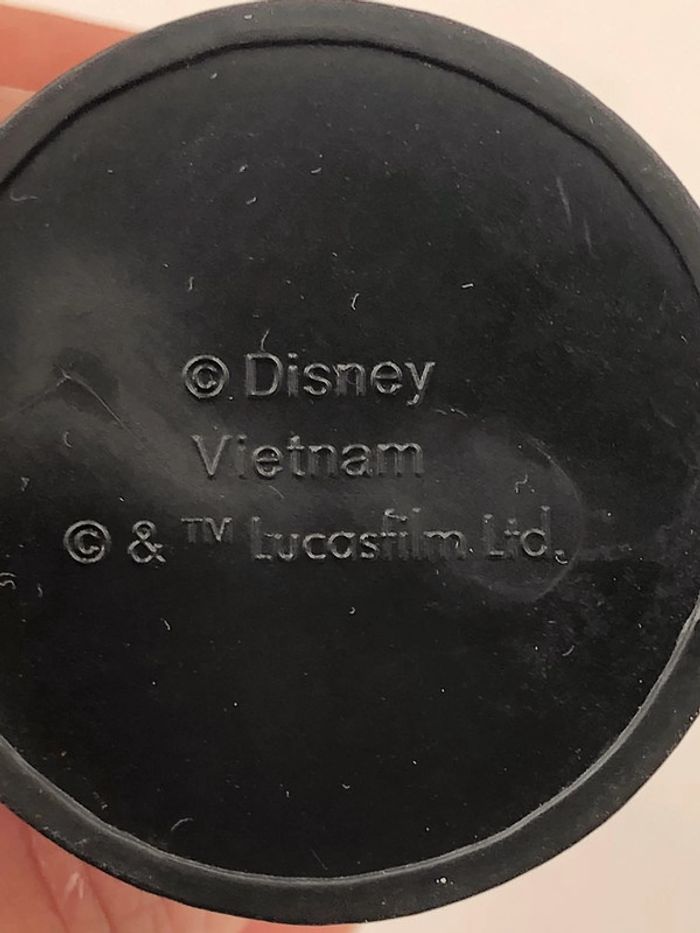 © Disney
Vietnam
© & ™ Lucasfilm Ltd.